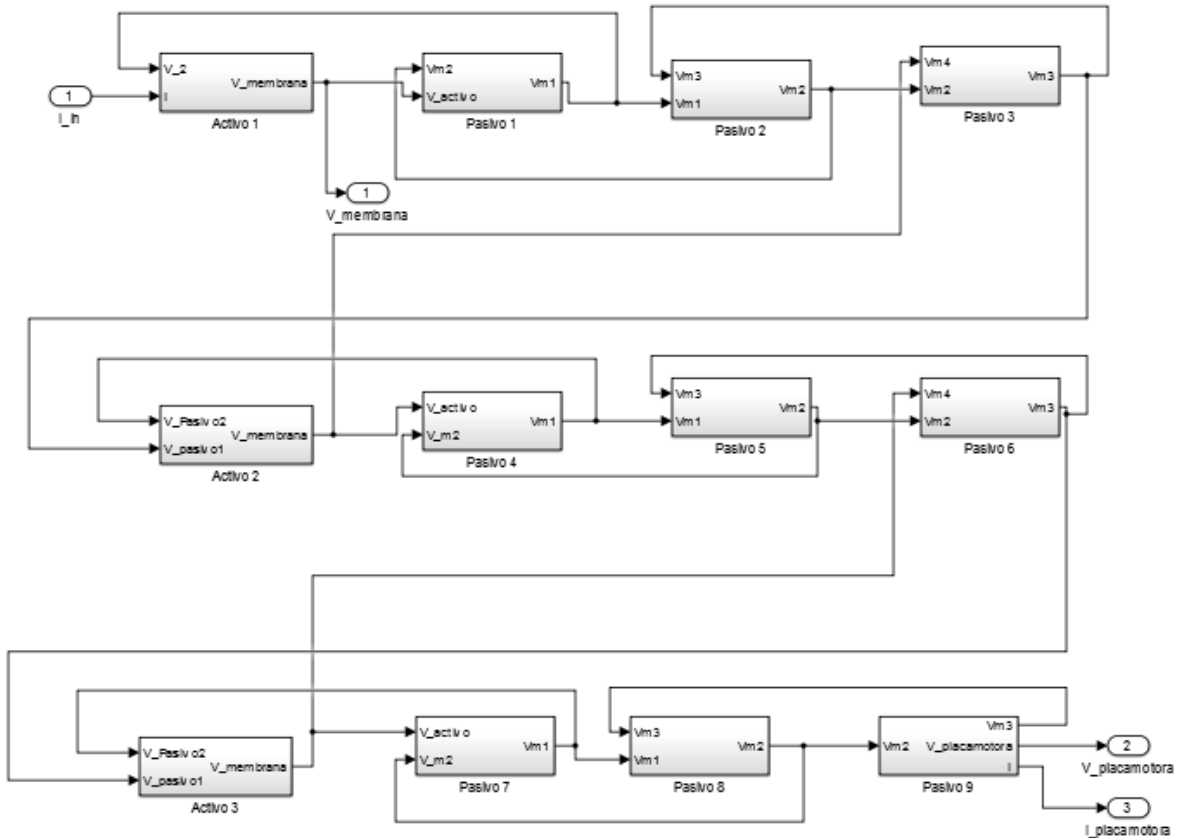 V_2
I
V_membrana
Activo 1
1
I_in
Vm2
V_activo
Vm1
Pasivo 1
Vm3
Vm1
Vm2
Pasivo 2
Vm4
Vm2
Vm3
Pasivo 3
1
V_membrana
V_Pasivo2
V_pasivo1
V_membrana
Activo 2
V_activo
V_m2
Vm1
Pasivo 4
Vm3
Vm1
Vm2
Pasivo 5
Vm4
Vm2
Vm3
Pasivo 6
V_Pasivo2
V_pasivo1
V_membrana
Activo 3
V_activo
V_m2
Vm1
Pasivo 7
Vm3
Vm1
Vm2
Pasivo 8
Vm2
Vm3
V_placamotora
I
Pasivo 9
2
V_placamotora
3
I_placamotora